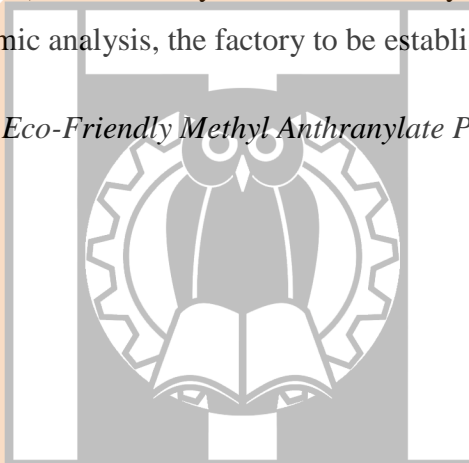 mic analysis, the factory to be establi
Eco-Friendly Methyl Anthranylate P